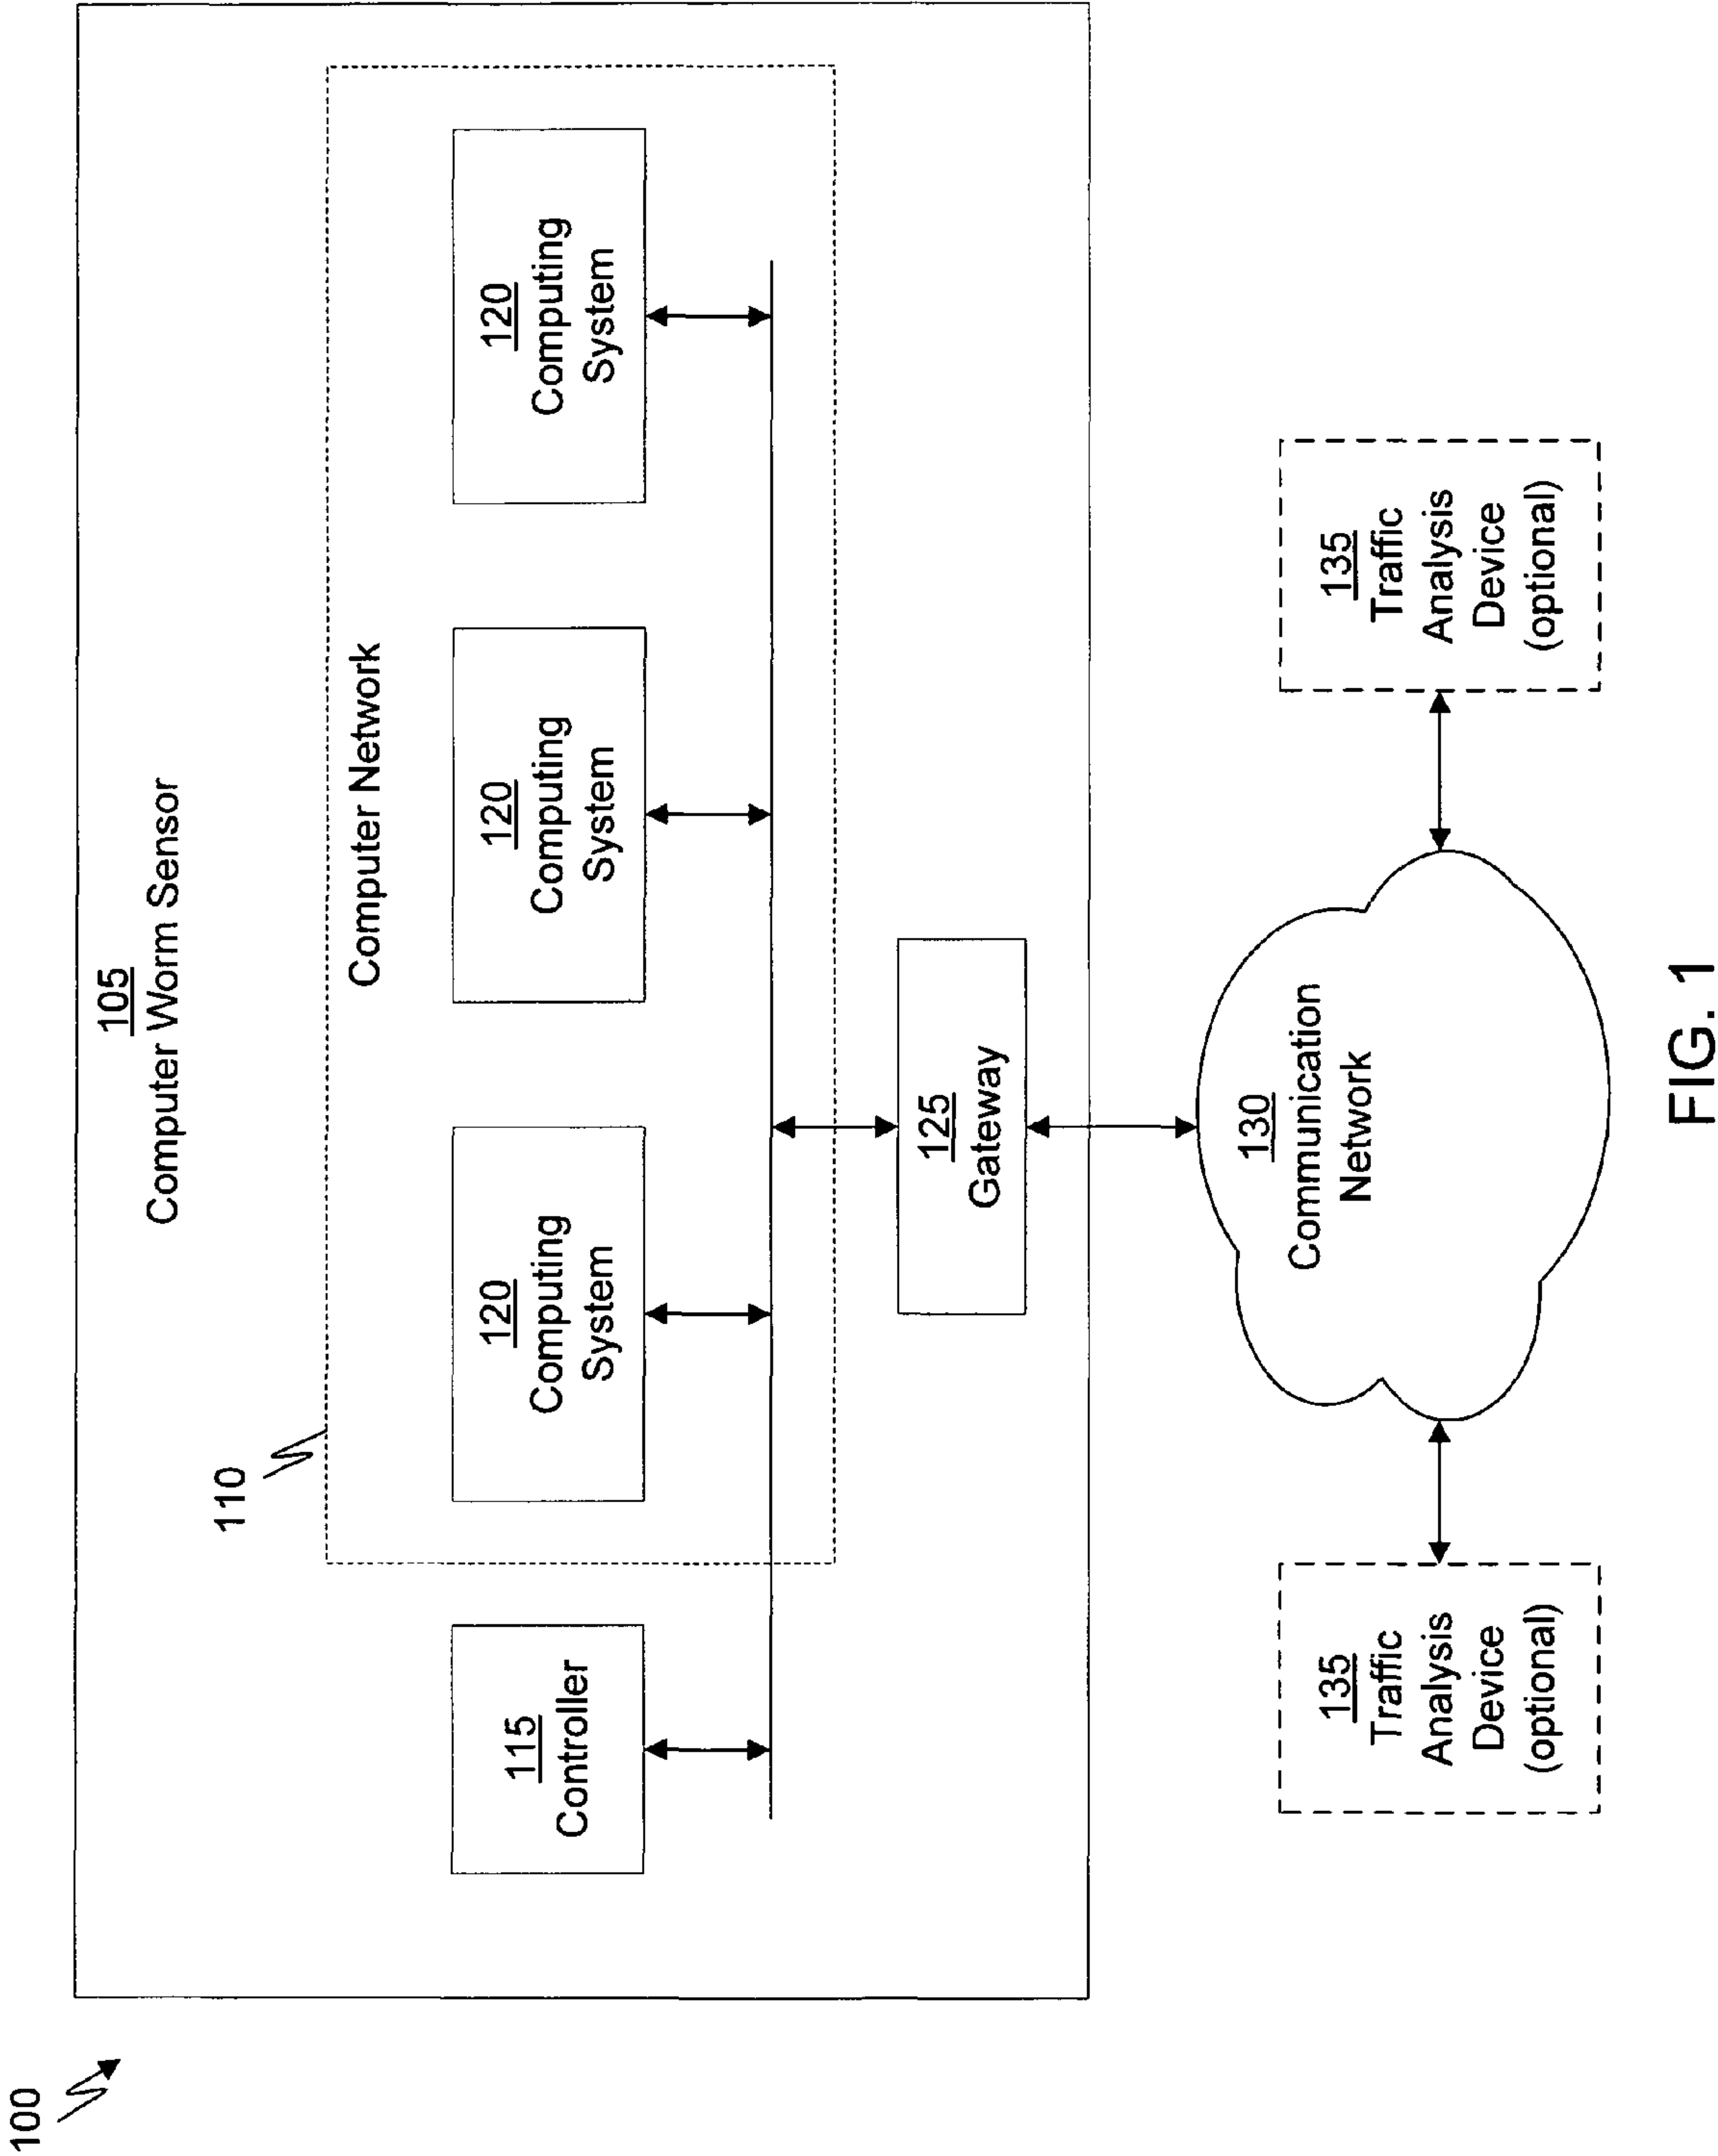 100
105
Computer Worm Sensor
110
Computer Network
115
Controller
120
Computing
System
120
Computing
System
120
Computing
System
125
Gateway
130
Communication
Network
135
Traffic
Analysis
Device
(optional)
135
Traffic
Analysis
Device
(optional)
FIG. 1